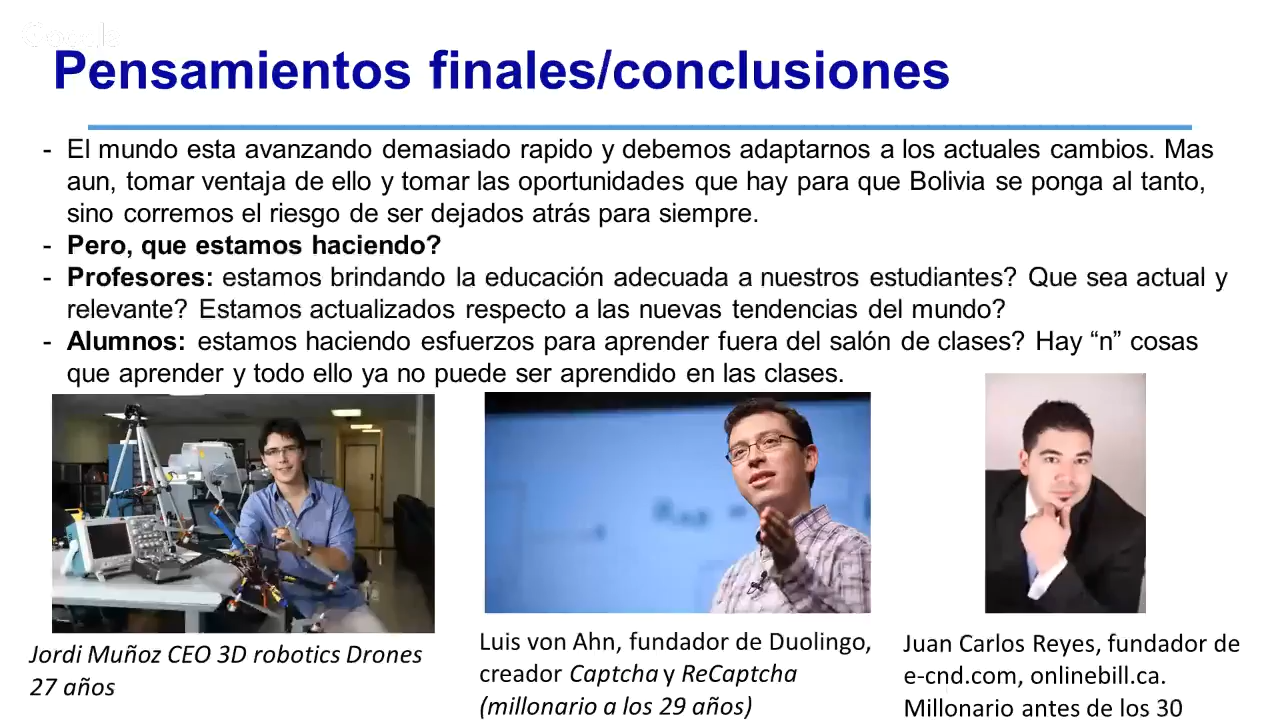 Pensamientos finales/conclusiones
- El mundo esta avanzando demasiado rapido y debemos adaptarnos a los actuales cambios. Mas
aun, tomar ventaja de ello y tomar las oportunidades que hay para que Bolivia se ponga al tanto,
sino corremos el riesgo de ser dejados atrás para siempre.
- Pero, que estamos haciendo?
- Profesores: estamos brindando la educación adecuada a nuestros estudiantes? Que sea actual y
relevante? Estamos actualizados respecto a las nuevas tendencias del mundo?
- Alumnos: estamos haciendo esfuerzos para aprender fuera del salón de clases? Hay “n” cosas
que aprender y todo ello ya no puede ser aprendido en las clases.
Jordi Muñoz CEO 3D robotics Drones
27 años
Luis von Ahn, fundador de Duolingo,
creador Captcha y ReCaptcha
(millonario a los 29 años)
Juan Carlos Reyes, fundador de
e-cnd.com, onlinebill.ca.
Millonario antes de los 30